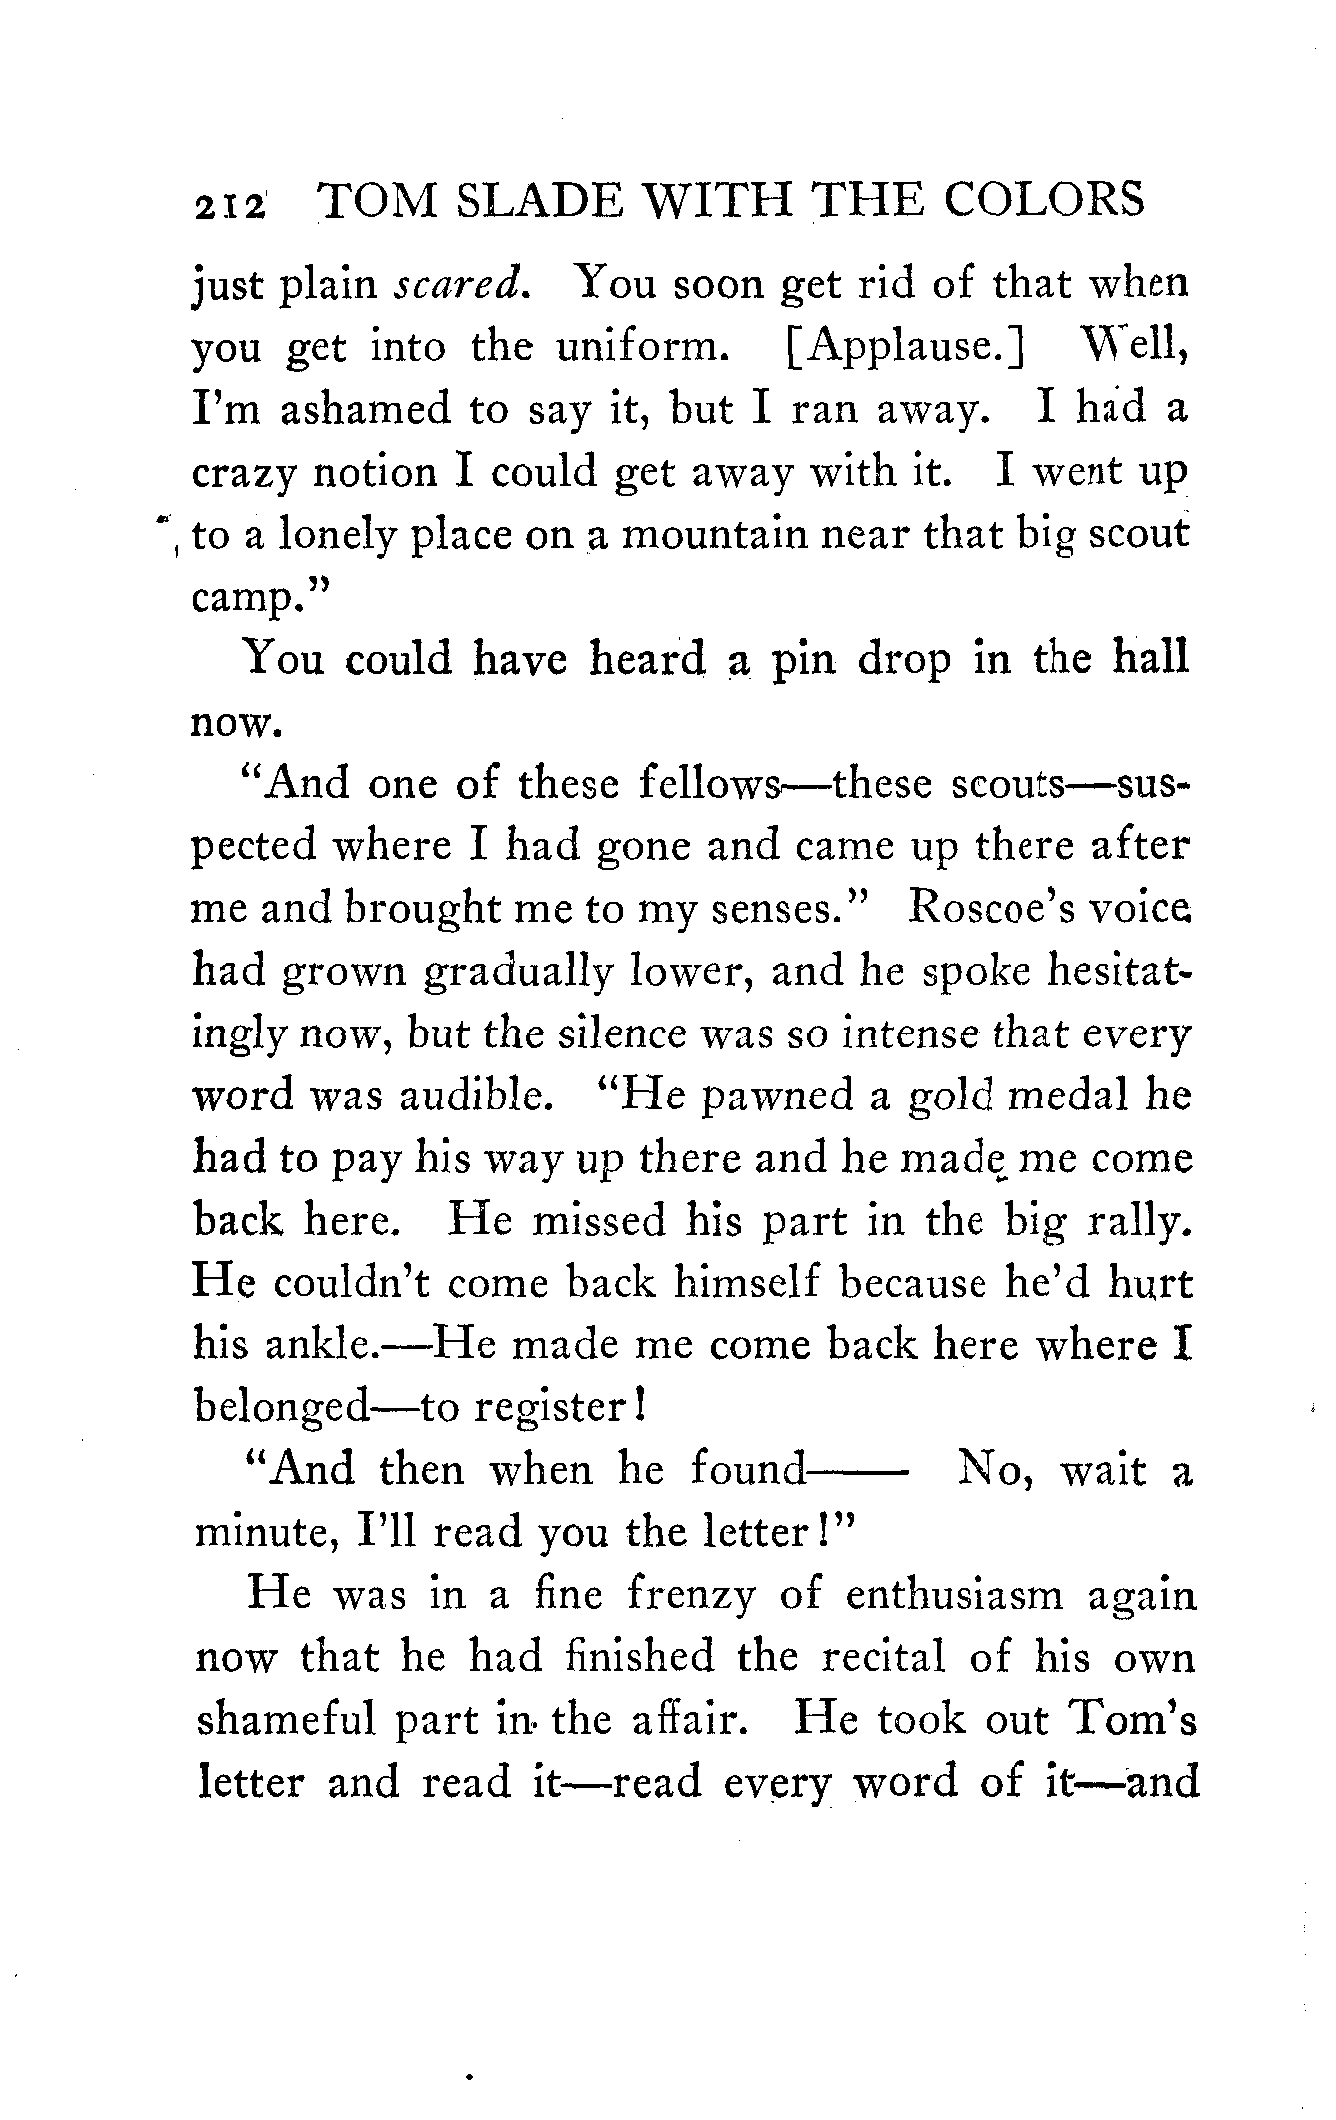 212 TOM SLADE WITH THE COLORS
just plain scared. You soon get rid of that when
you get into the uniform. [Applause.] Well,
I'm ashamed to say it, but I ran away. I had a
crazy notion I could get away with it. I went up
to a lonely place on a mountain near that big scout
camp."
You could have heard a pin drop in the hall
now.
"And one of these fellows—these scouts—sus-
pected where I had gone and came up there after
me and brought me to my senses." Roscoe's voice
had grown gradually lower, and he spoke hesitat-
ingly now, but the silence was so intense that every
word was audible. "He pawned a gold medal he
had to pay his way up there and he made me come
back here. He missed his part in the big rally.
He couldn't come back himself because he'd hurt
his ankle.—He made me come back here where I
belonged—to register!
"And then when he found—— No, wait a
minute, I'll read you the letter!"
He was in a fine frenzy of enthusiasm again
now that he had finished the recital of his own
shameful part in the affair. He took out Tom's
letter and read it—read every word of it—and